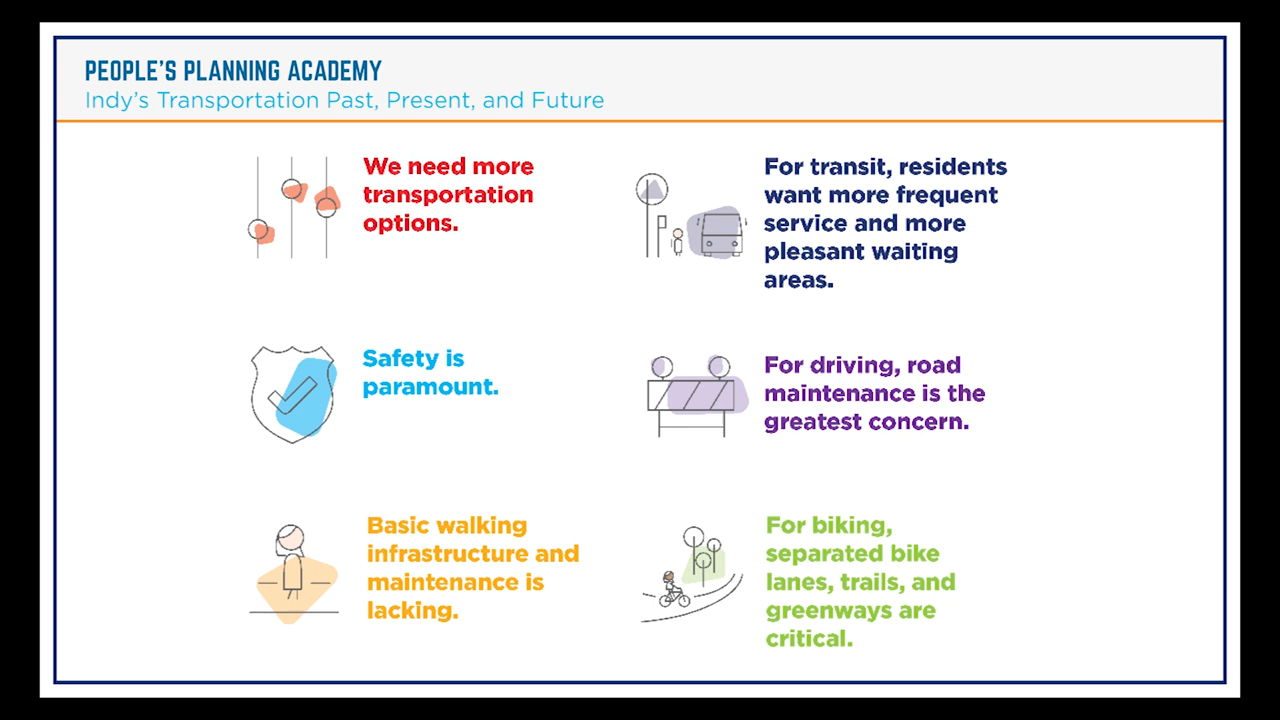 PEOPLE'S PLANNING ACADEMY
Indy's Transportation Past, Present, and Future
We need more
transportation
options.
For transit, residents
want more frequent
service and more
pleasant waiting
areas.
Safety is
paramount.
For driving, road
maintenance is the
greatest concern.
Basic walking
infrastructure and
maintenance is
lacking.
For biking,
separated bike
lanes, trails, and
greenways are
critical.